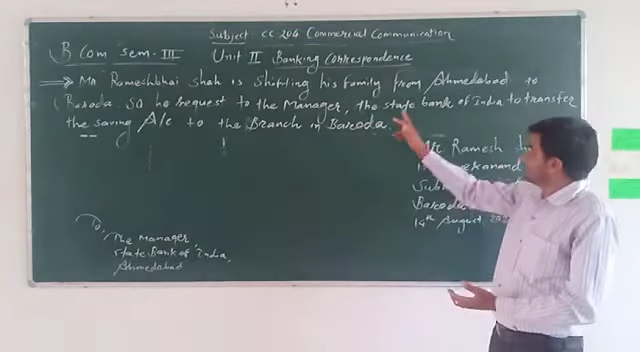 Subject: CC 204 Commercial Communication
B Com Sem-III Unit II Banking Correspondence
Mr Rameshbhai Shah is Shifting his family from Ahmedabad to
Baroda. So he request to the Manager, the state bank of India to transfer
the saving A/c to the Branch in Baroda.
Mr Ramesh
Baroda
14th August, 20
To,
The Manager
State Bank of India,
Ahmedabad